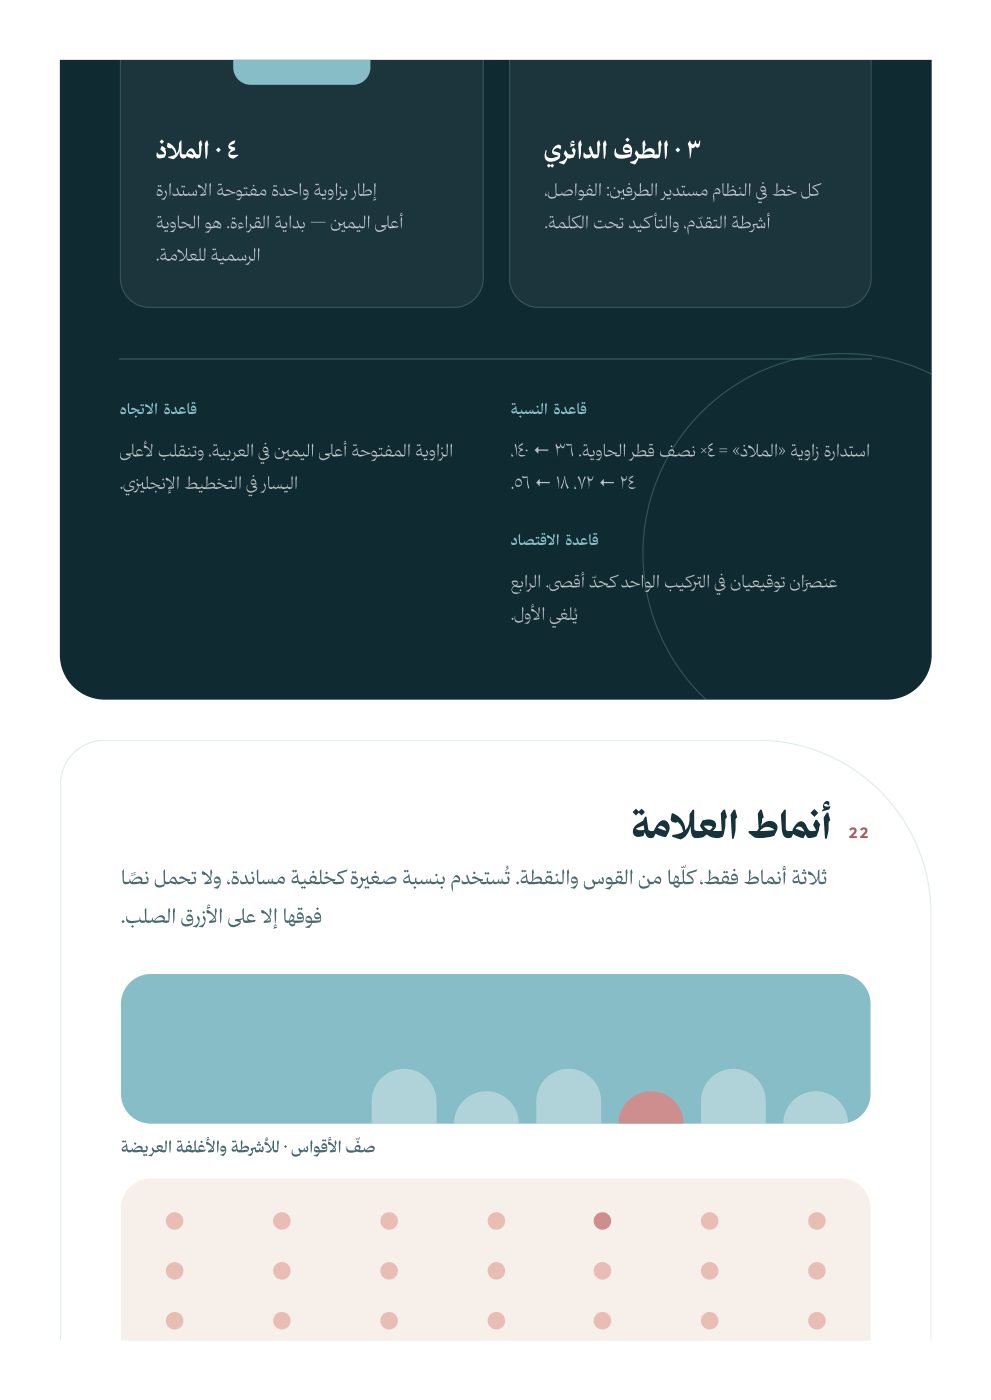 ٠٣ · الطرف الدائري
كل خط في النظام مستدير الطرفين: الفواصل،
أشرطة التقدّم، والتأكيد تحت الكلمة.
٠٤ · الملاذ
إطار بزاوية واحدة مفتوحة الاستدارة
أعلى اليمين — بداية القراءة. هو الحاوية
الرسمية للعلامة.
قاعدة النسبة
استدارة زاوية «الملاذ» = ٤× نصف قطر الحاوية. ٣٦ ← ١٤٠،
٢٤ ← ٧٢، ١٨ ← ٥٦.
قاعدة الاقتصاد
عنصرَان توقيعيان في التركيب الواحد كحدّ أقصى. الرابع
يُلغي الأول.
قاعدة الاتجاه
الزاوية المفتوحة أعلى اليمين في العربية، وتنقلب لأعلى
اليسار في التخطيط الإنجليزي.
22 أنماط العلامة
ثلاثة أنماط فقط، كلّها من القوس والنقطة. تُستخدم بنسبة صغيرة كخلفية مساندة، ولا تحمل نصًا
فوقها إلا على الأزرق الصلب.
صفّ الأقواس · للأشرطة والأغلفة العريضة